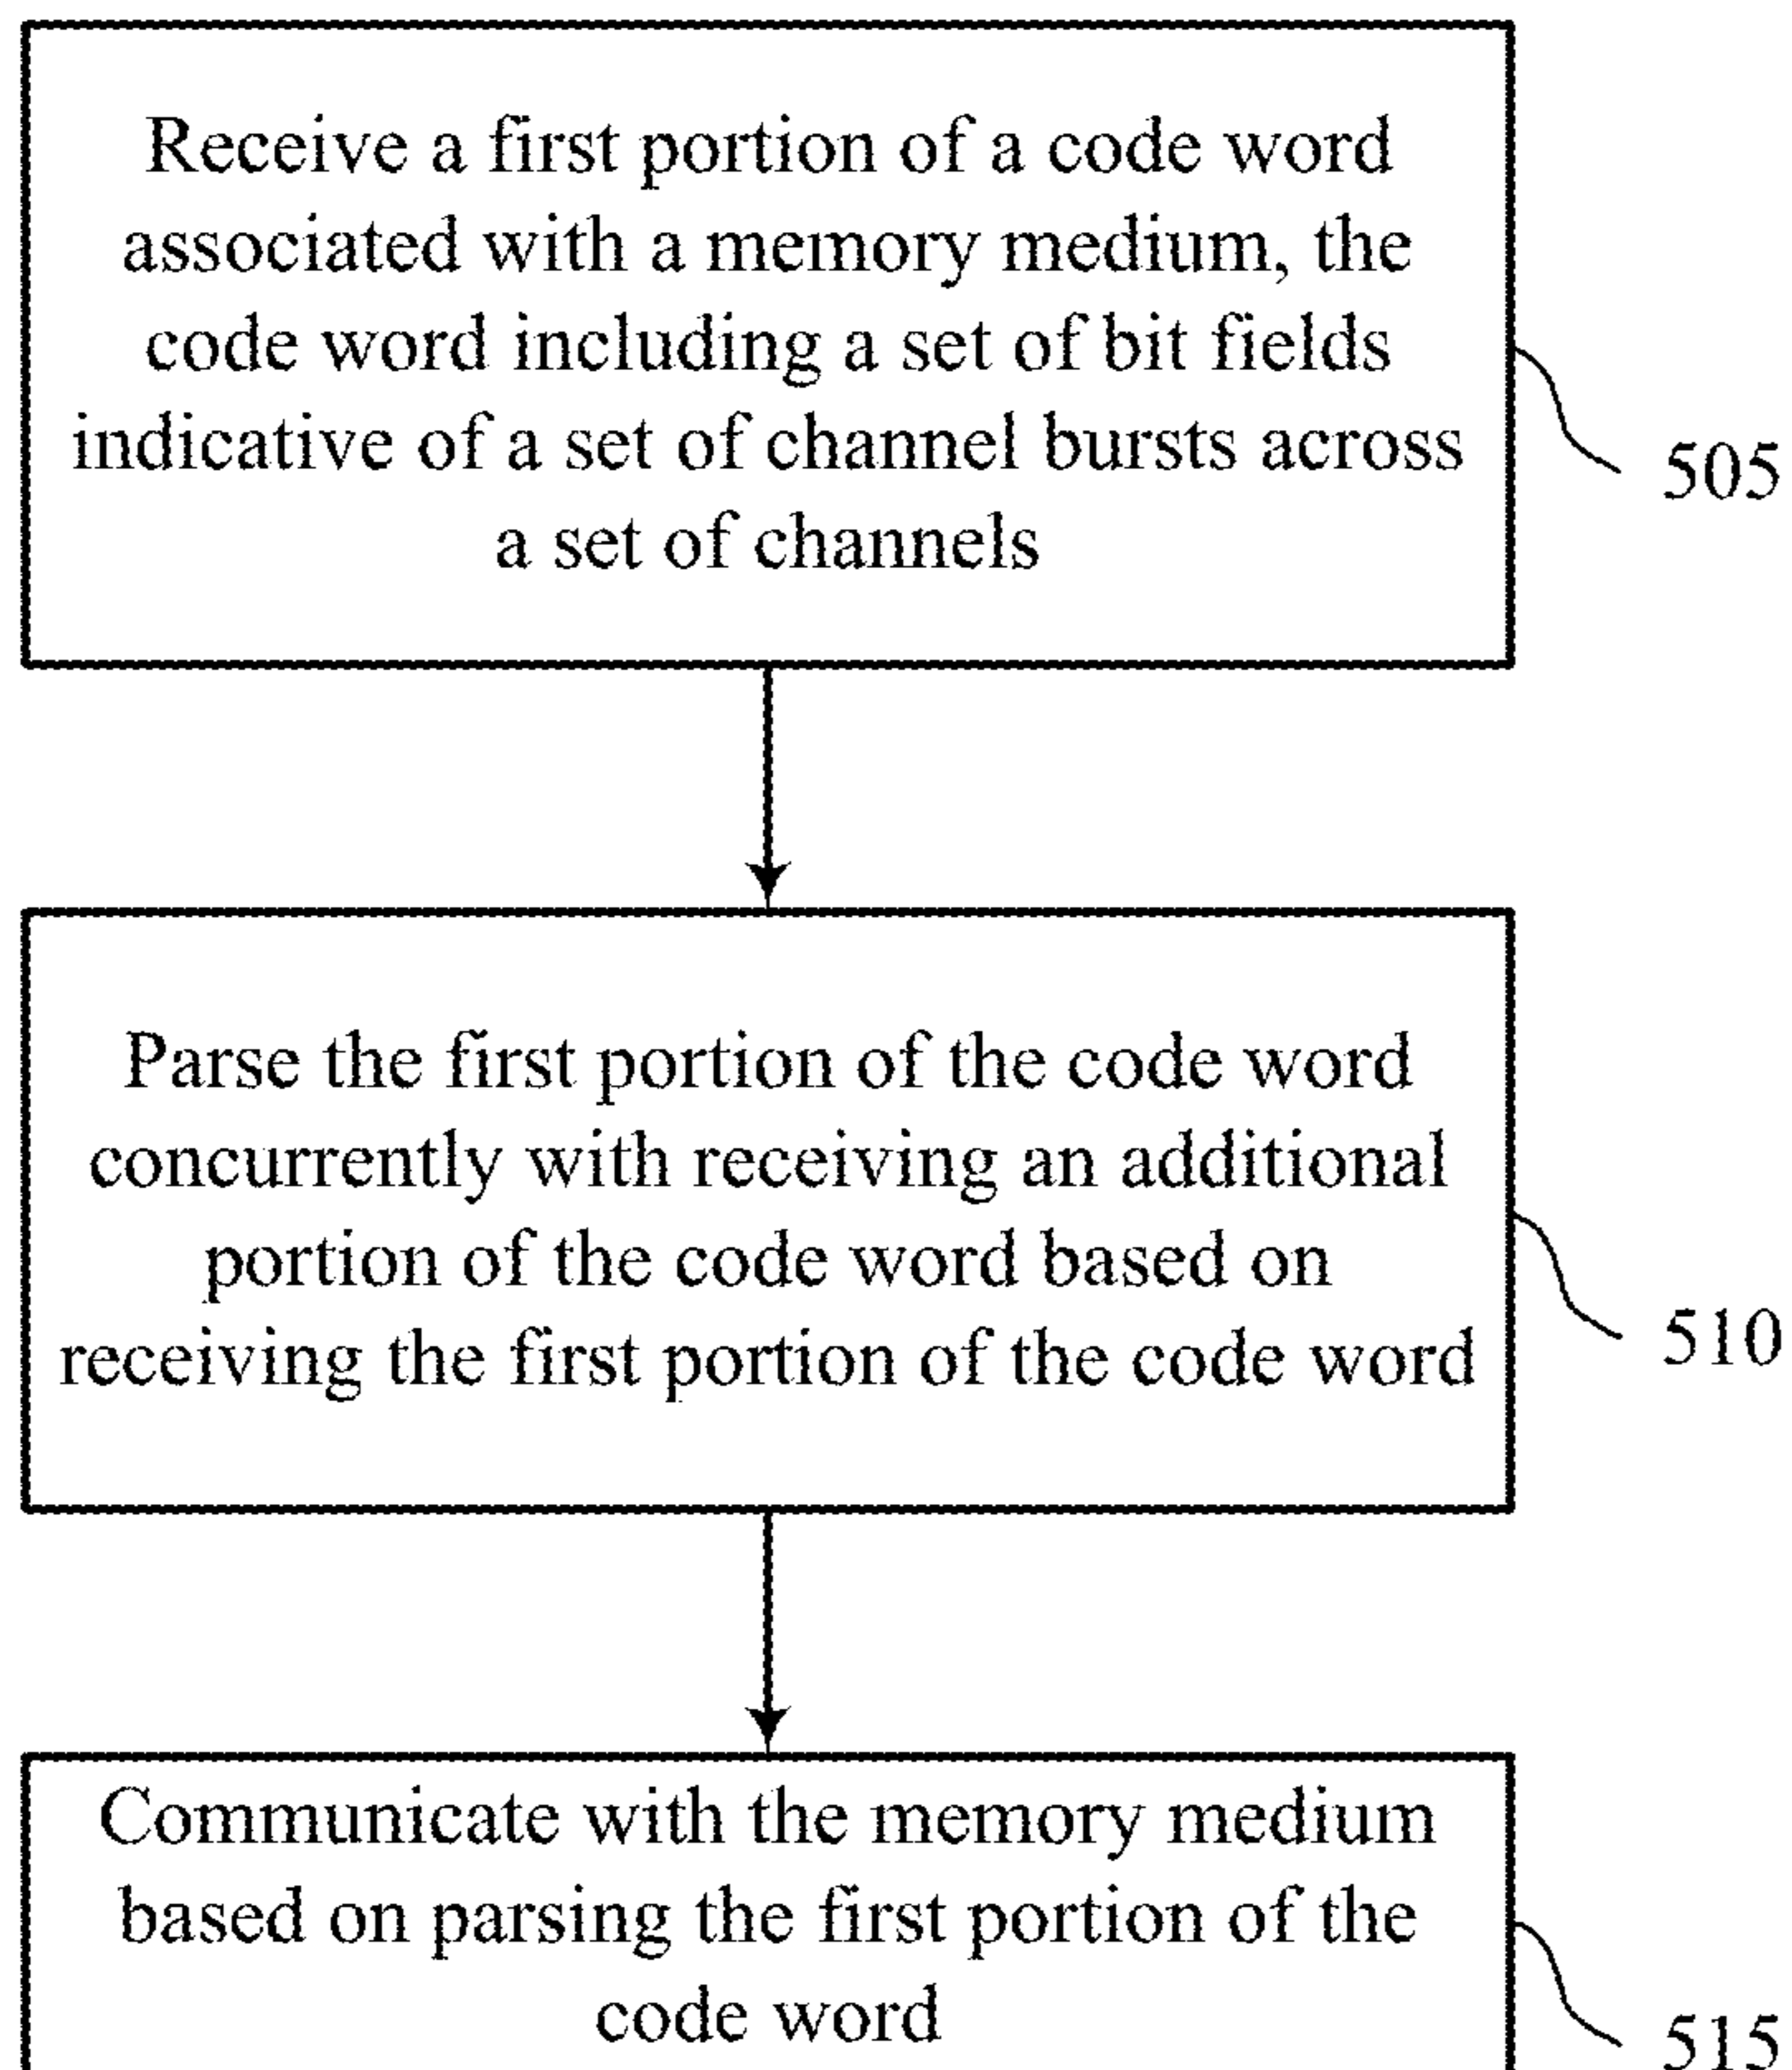 Receive a first portion of a code word
associated with a memory medium, the
code word including a set of bit fields
indicative of a set of channel bursts across
a set of channels
505
Parse the first portion of the code word
concurrently with receiving an additional
portion of the code word based on
receiving the first portion of the code word
510
Communicate with the memory medium
based on parsing the first portion of the
code word
515